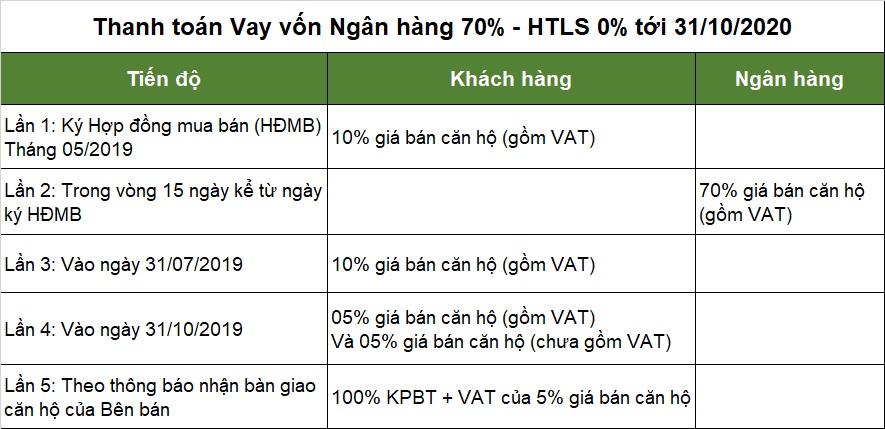 Thanh toán Vay vốn Ngân hàng 70% - HTLS 0% tới 31/10/2020
Tiến độ
Khách hàng
Ngân hàng
Lần 1: Ký Hợp đồng mua bán (HĐMB)
Tháng 05/2019
10% giá bán căn hộ (gồm VAT)
Lần 2: Trong vòng 15 ngày kể từ ngày
ký HĐMB
70% giá bán căn hộ
(gồm VAT)
Lần 3: Vào ngày 31/07/2019
10% giá bán căn hộ (gồm VAT)
Lần 4: Vào ngày 31/10/2019
05% giá bán căn hộ (gồm VAT)
Và 05% giá bán căn hộ (chưa gồm VAT)
Lần 5: Theo thông báo nhận bàn giao
căn hộ của Bên bán
100% KPBT + VAT của 5% giá bán căn hộ